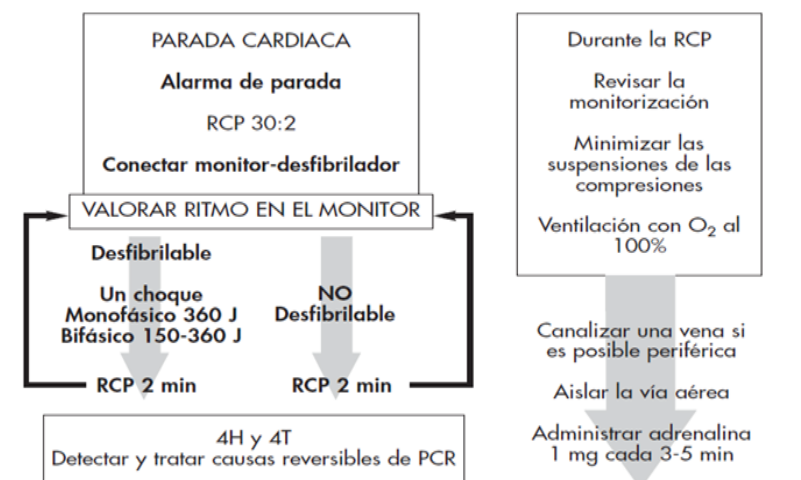 PARADA CARDIACA
Alarma de parada
RCP 30:2
Conectar monitor-desfibrilador
VALORAR RITMO EN EL MONITOR
Desfibrilable
Un choque
Monofásico 360 J
Bifásico 150-360 J
RCP 2 min
NO
Desfibrilable
RCP 2 min
4H y 4T
Detectar y tratar causas reversibles de PCR
Durante la RCP
Revisar la
monitorización
Minimizar las
suspensiones de las
compresiones
Ventilación con O₂ al
100%
Canalizar una vena si
es posible periférica
Aislar la vía aérea
Administrar adrenalina
1 mg cada 3-5 min